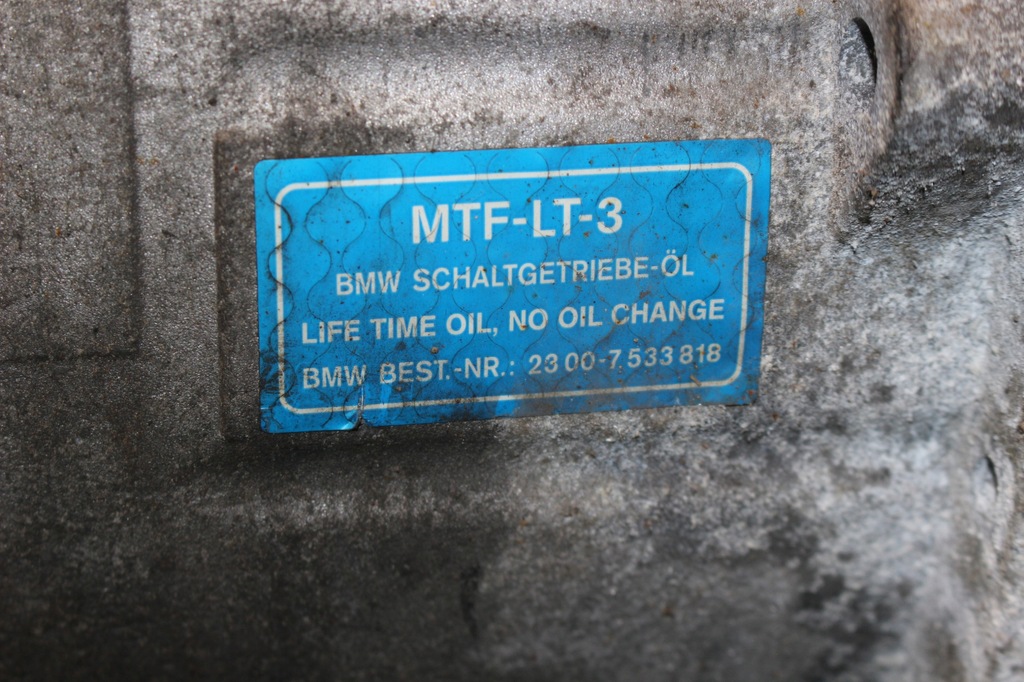 MTF-LT-3
BMW SCHALTGETRIEBE-ÖL
LIFE TIME OIL, NO OIL CHANGE
BMW BEST.-NR.: 23 00-7 533 818